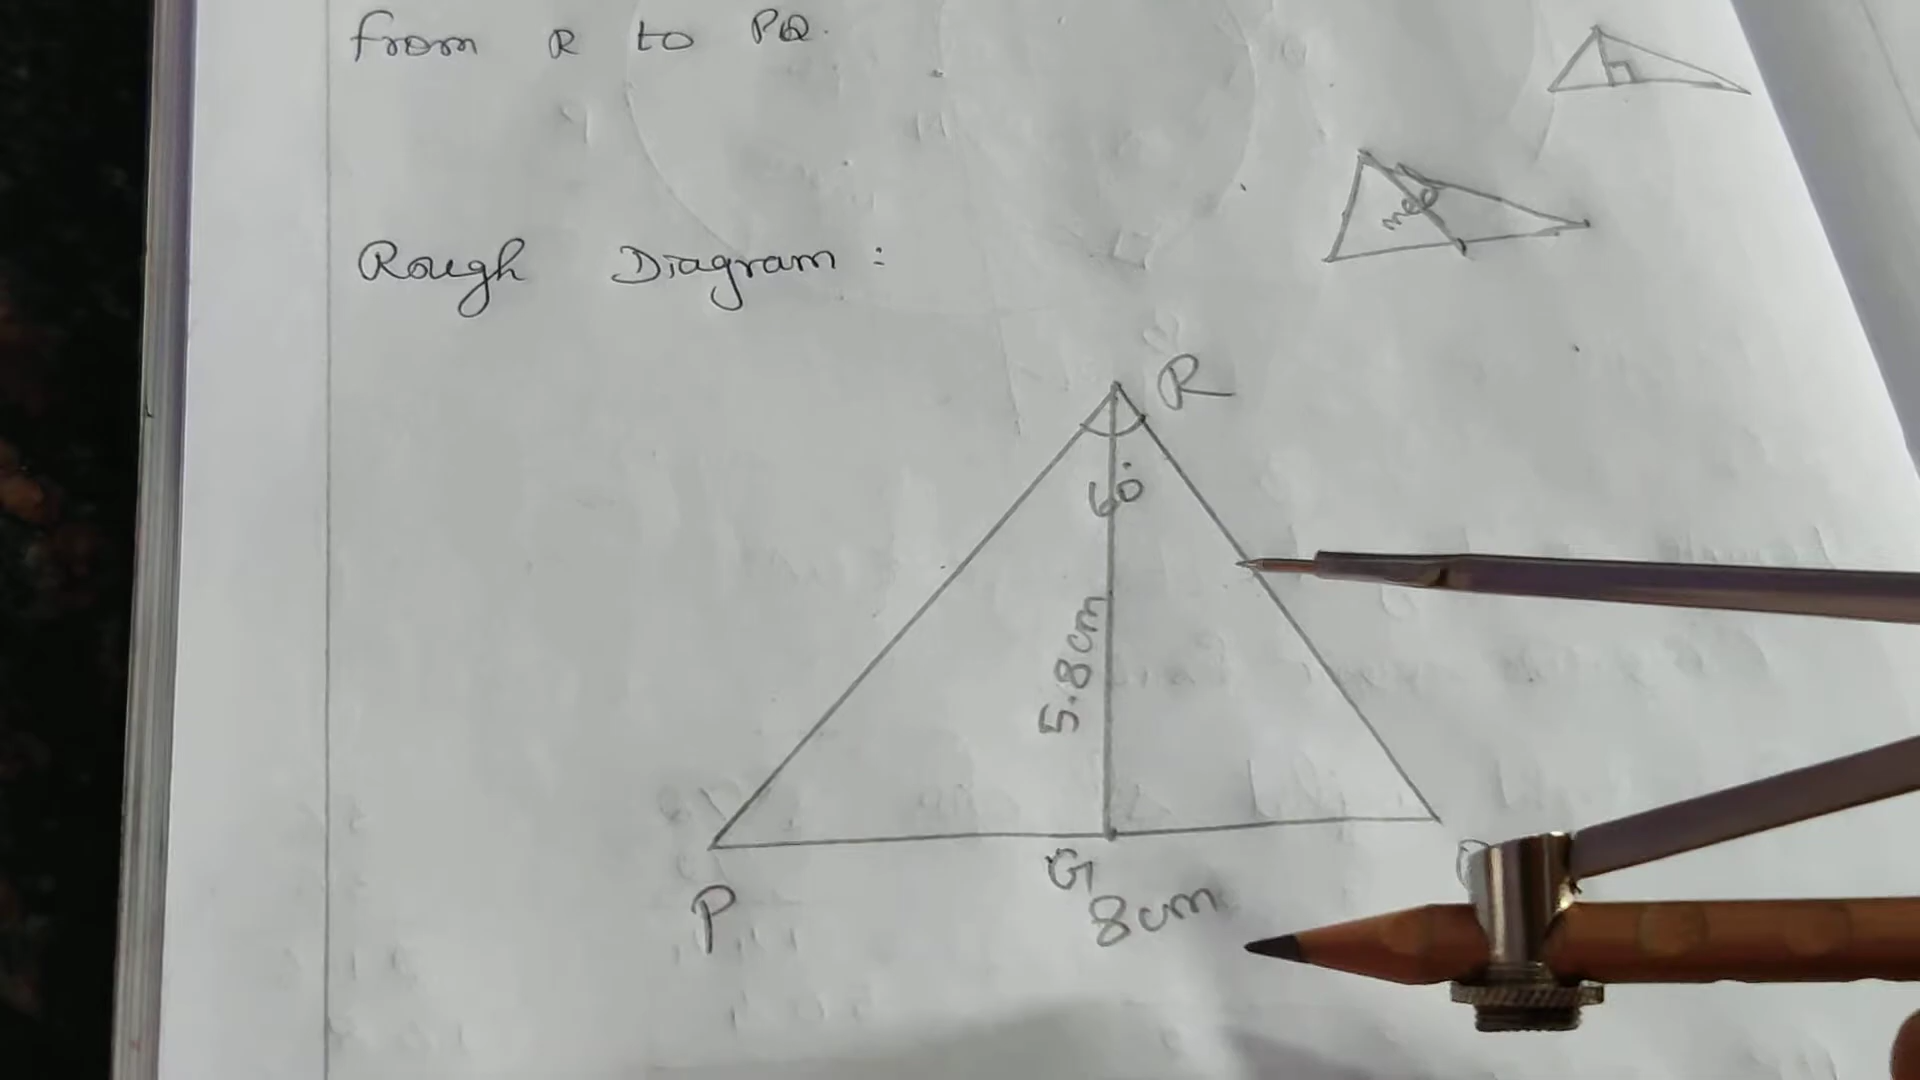 from R to PQ.
Rough Diagram :
R
60°
5.8cm
G
P
8cm